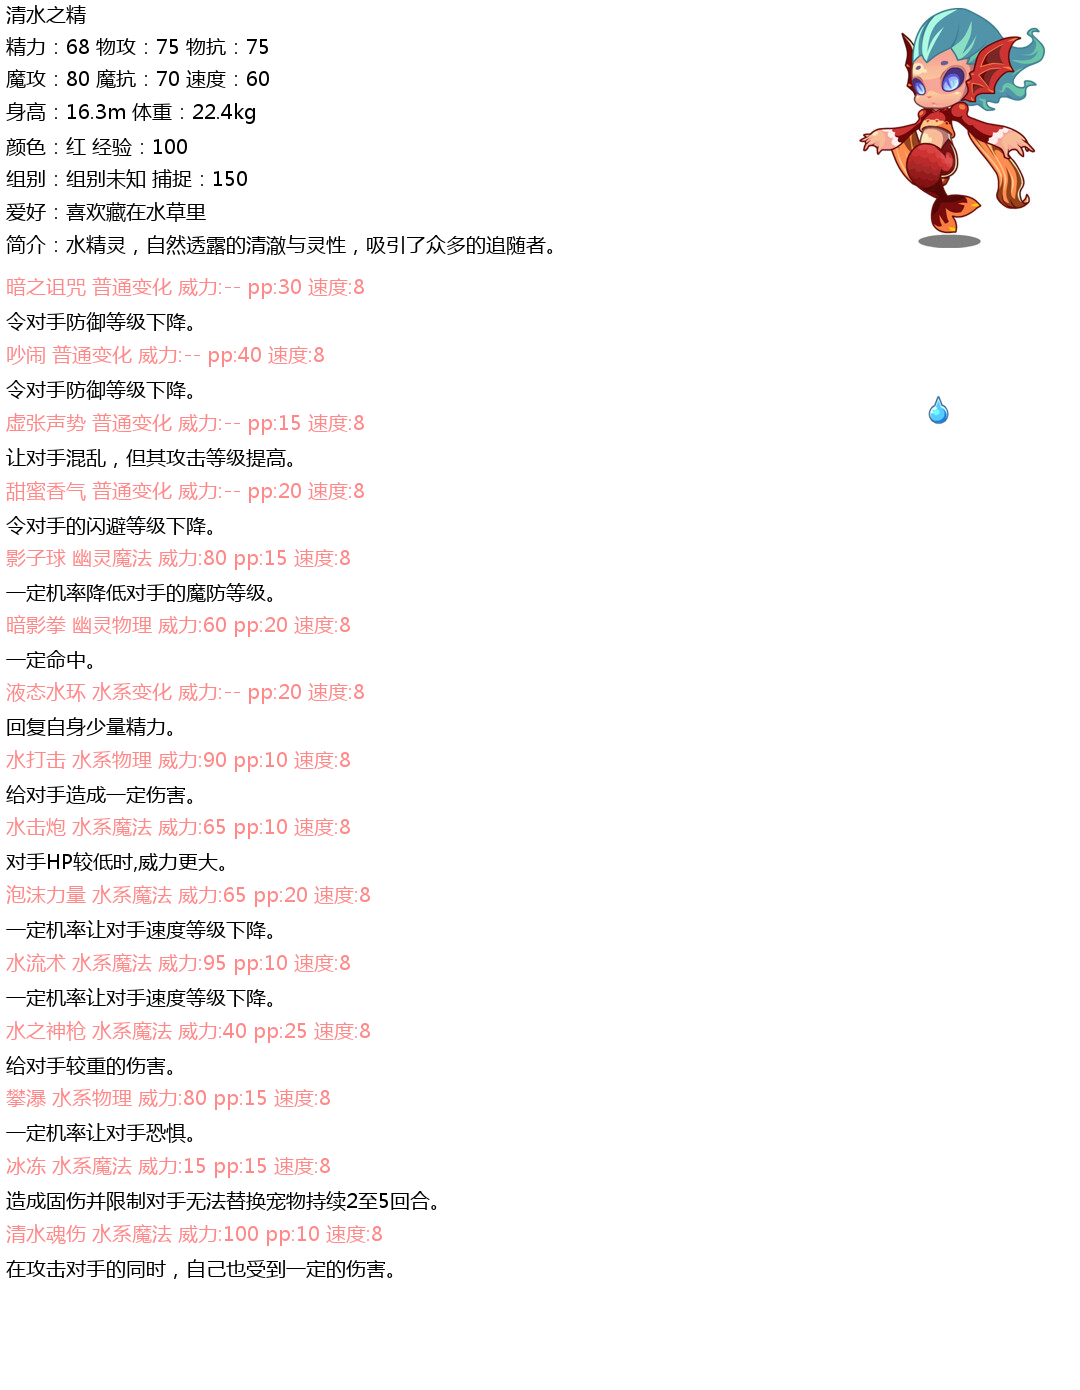 清水之精
精力：68 物攻：75 物抗：75
魔攻：80 魔抗：70 速度：60
身高：16.3m 体重：22.4kg
颜色：红 经验：100
组别：组别未知 捕捉：150
爱好：喜欢藏在水草里
简介：水精灵，自然透露的清澈与灵性，吸引了众多的追随者。
暗之诅咒 普通变化 威力:-- pp:30 速度:8
令对手防御等级下降。
吵闹 普通变化 威力:-- pp:40 速度:8
令对手防御等级下降。
虚张声势 普通变化 威力:-- pp:15 速度:8
让对手混乱，但其攻击等级提高。
甜蜜香气 普通变化 威力:-- pp:20 速度:8
令对手的闪避等级下降。
影子球 幽灵魔法 威力:80 pp:15 速度:8
一定机率降低对手的魔防等级。
暗影拳 幽灵物理 威力:60 pp:20 速度:8
一定命中。
液态水环 水系变化 威力:-- pp:20 速度:8
回复自身少量精力。
水打击 水系物理 威力:90 pp:10 速度:8
给对手造成一定伤害。
水击炮 水系魔法 威力:65 pp:10 速度:8
对手HP较低时,威力更大。
泡沫力量 水系魔法 威力:65 pp:20 速度:8
一定机率让对手速度等级下降。
水流术 水系魔法 威力:95 pp:10 速度:8
一定机率让对手速度等级下降。
水之神枪 水系魔法 威力:40 pp:25 速度:8
给对手较重的伤害。
攀瀑 水系物理 威力:80 pp:15 速度:8
一定机率让对手恐惧。
冰冻 水系魔法 威力:15 pp:15 速度:8
造成固伤并限制对手无法替换宠物持续2至5回合。
清水魂伤 水系魔法 威力:100 pp:10 速度:8
在攻击对手的同时，自己也受到一定的伤害。